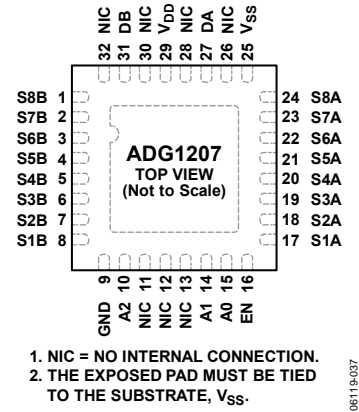 32 NIC
31 DB
30 NIC
29 VDD
28 NIC
27 DA
26 NIC
25 VSS
S8B 1
S7B 2
S6B 3
S5B 4
S4B 5
S3B 6
S2B 7
S1B 8
ADG1207
TOP VIEW
(Not to Scale)
24 S8A
23 S7A
22 S6A
21 S5A
20 S4A
19 S3A
18 S2A
17 S1A
GND 9
A2 10
NIC 11
NIC 12
NIC 13
A1 14
A0 15
EN 16
1. NIC = NO INTERNAL CONNECTION.
2. THE EXPOSED PAD MUST BE TIED
TO THE SUBSTRATE, VSS.
06119-037